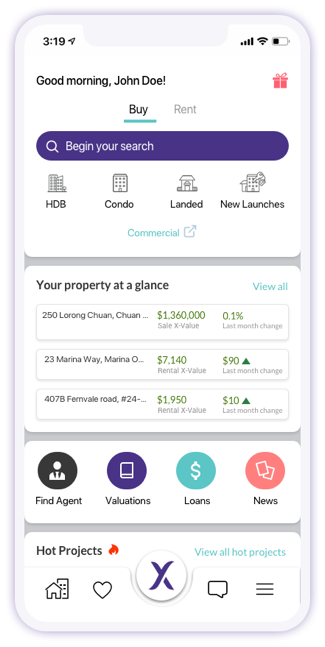 3:19
Good morning, John Doe!
Buy Rent
Begin your search
HDB Condo Landed New Launches
Commercial
Your property at a glance View all
250 Lorong Chuan, Chuan ... $1,360,000 0.1%
Sale X-Value Last month change
23 Marina Way, Marina O... $7,140 $90
Rental X-Value Last month change
407B Fernvale road, #24-... $1,950 $10
Rental X-Value Last month change
Find Agent Valuations Loans News
Hot Projects View all hot projects
X